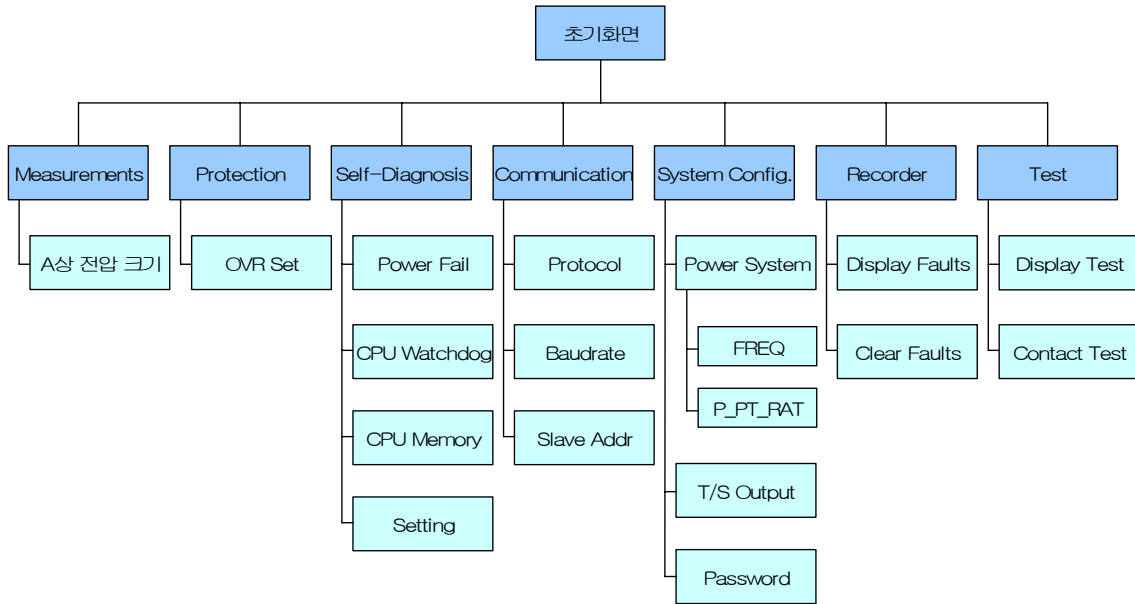 초기화면
Measurements
Protection
Self-Diagnosis
Communication
System Config.
Recorder
Test
A상 전압 크기
OVR Set
Power Fail
Protocol
Power System
Display Faults
Display Test
CPU Watchdog
Baudrate
FREQ
Clear Faults
Contact Test
P_PT_RAT
CPU Memory
Slave Addr
T/S Output
Setting
Password